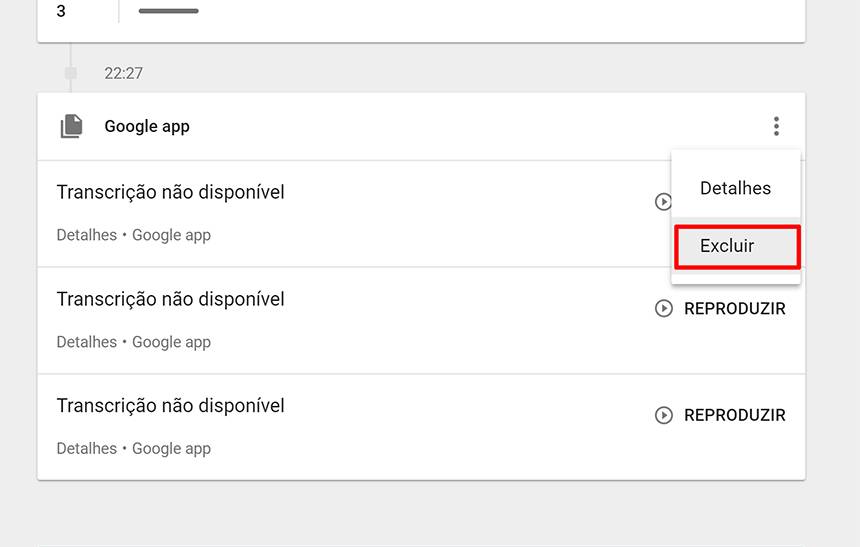 3
22:27
Google app
Detalhes
Transcrição não disponível
Detalhes • Google app
Excluir
Transcrição não disponível
REPRODUZIR
Detalhes • Google app
Transcrição não disponível
REPRODUZIR
Detalhes • Google app